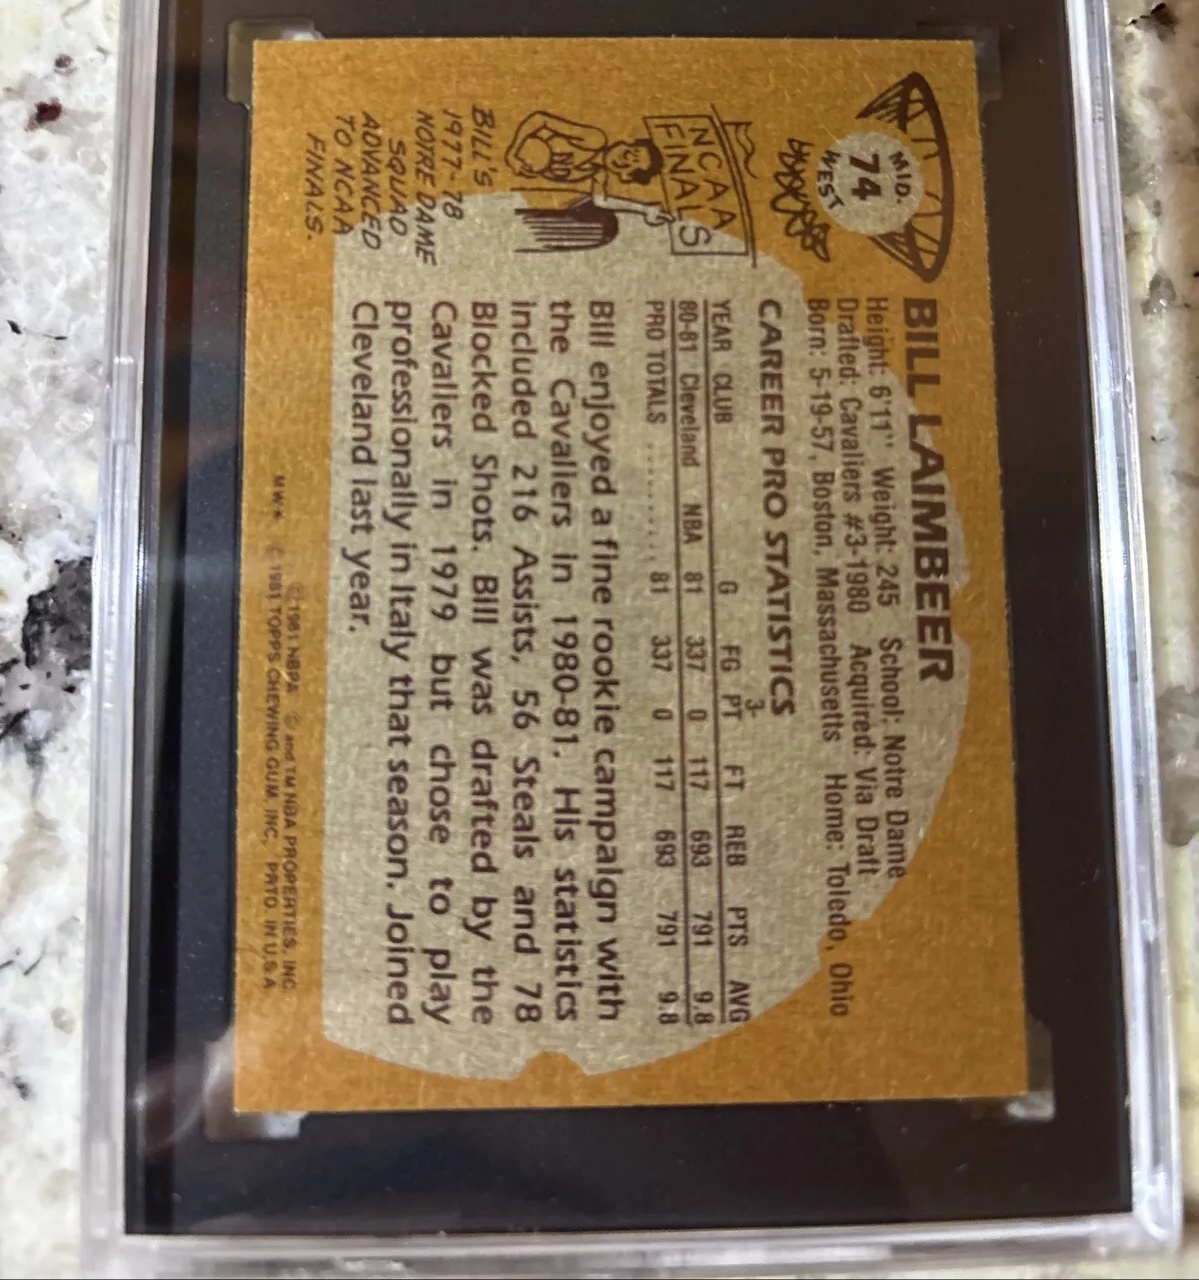 MID.
74
WEST
BILL LAIMBEER
Height: 6'11" Weight: 245 School: Notre Dame
Drafted: Cavaliers #3-1980 Acquired: Via Draft
Born: 5-19-57, Boston, Massachusetts Home: Toledo, Ohio
CAREER PRO STATISTICS
YEAR CLUB G FG 3-PT FT REB PTS AVG
80-81 Cleveland NBA 81 337 0 117 693 791 9.8
PRO TOTALS .......... 81 337 0 117 693 791 9.8
Bill enjoyed a fine rookie campaign with
the Cavaliers in 1980-81. His statistics
included 216 Assists, 56 Steals and 78
Blocked Shots. Bill was drafted by the
Cavaliers in 1979 but chose to play
professionally in Italy that season. Joined
Cleveland last year.
NCAA
FINALS
ND
BILL'S
1977-78
NOTRE DAME
SQUAD
ADVANCED
TO NCAA
FINALS.
© 1981 NBPA © and TM NBA PROPERTIES, INC.
MW* © 1981 TOPPS CHEWING GUM, INC. PRTD. IN U.S.A.